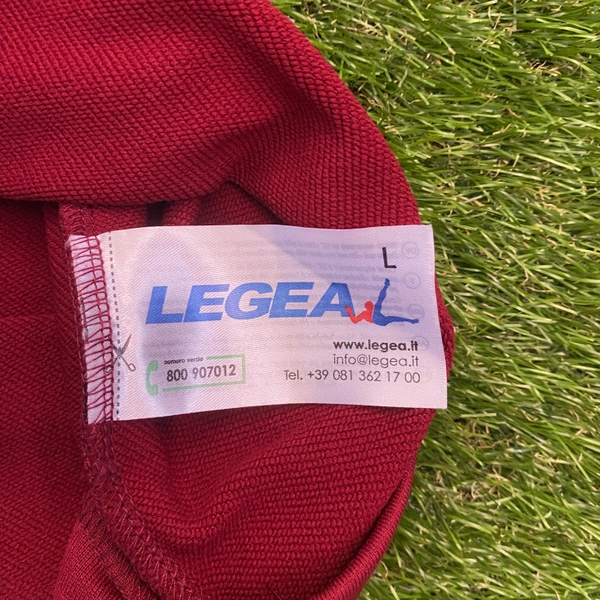 L
LEGEA
www.legea.it
info@legea.it
numero verde
800 907012
Tel. +39 081 362 17 00